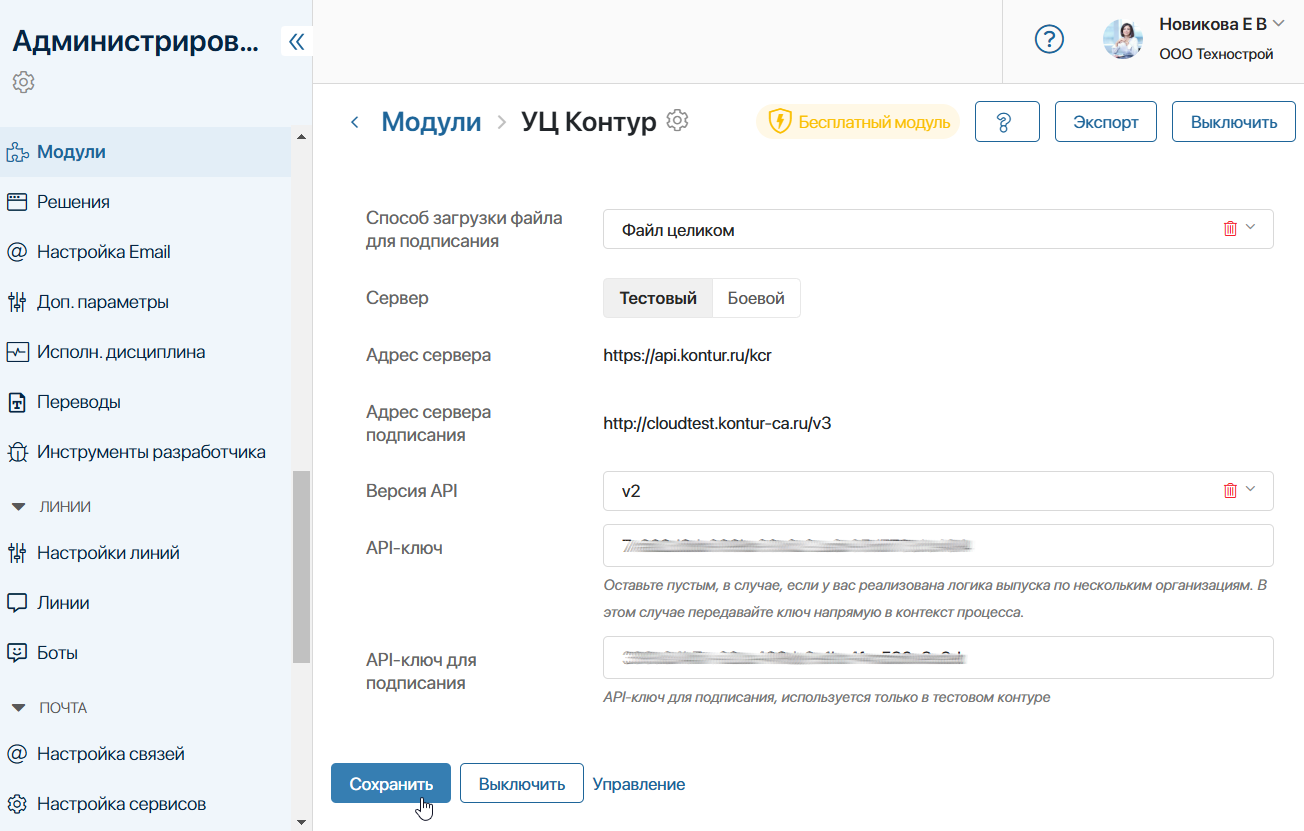 Администриров...
Новикова Е В
ООО Технострой
Модули
Решения
Настройка Email
Доп. параметры
Исполн. дисциплина
Переводы
Инструменты разработчика
ЛИНИИ
Настройки линий
Линии
Боты
ПОЧТА
Настройка связей
Настройка сервисов
Модули > УЦ Контур
Бесплатный модуль
?
Экспорт
Выключить
Способ загрузки файла
для подписания
Файл целиком
Сервер
Тестовый
Боевой
Адрес сервера
https://api.kontur.ru/kcr
Адрес сервера
подписания
http://cloudtest.kontur-ca.ru/v3
Версия API
v2
API-ключ
Оставьте пустым, в случае, если у вас реализована логика выпуска по нескольким организациям. В
этом случае передавайте ключ напрямую в контекст процесса.
API-ключ для
подписания
API-ключ для подписания, используется только в тестовом контуре
Сохранить
Выключить
Управление